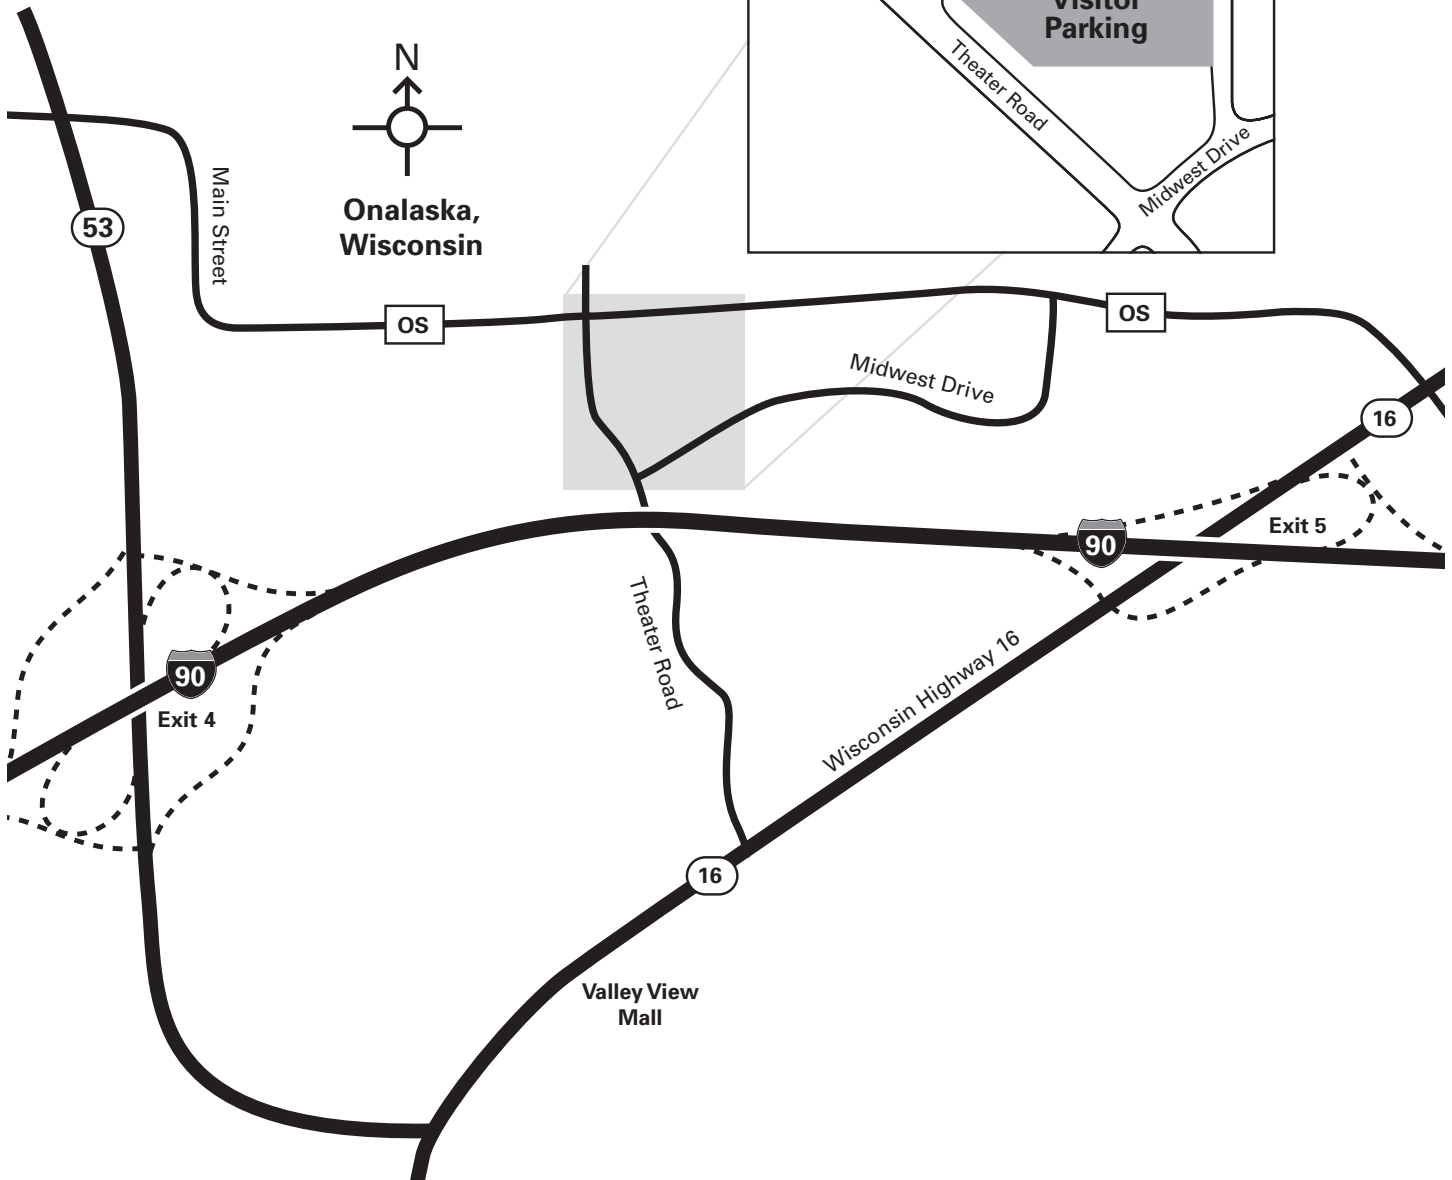 Visitor
Parking
Theater Road
Midwest Drive
N
Onalaska,
Wisconsin
Main Street
53
OS
OS
Midwest Drive
16
Exit 5
90
90
Exit 4
Theater Road
Wisconsin Highway 16
16
Valley View
Mall